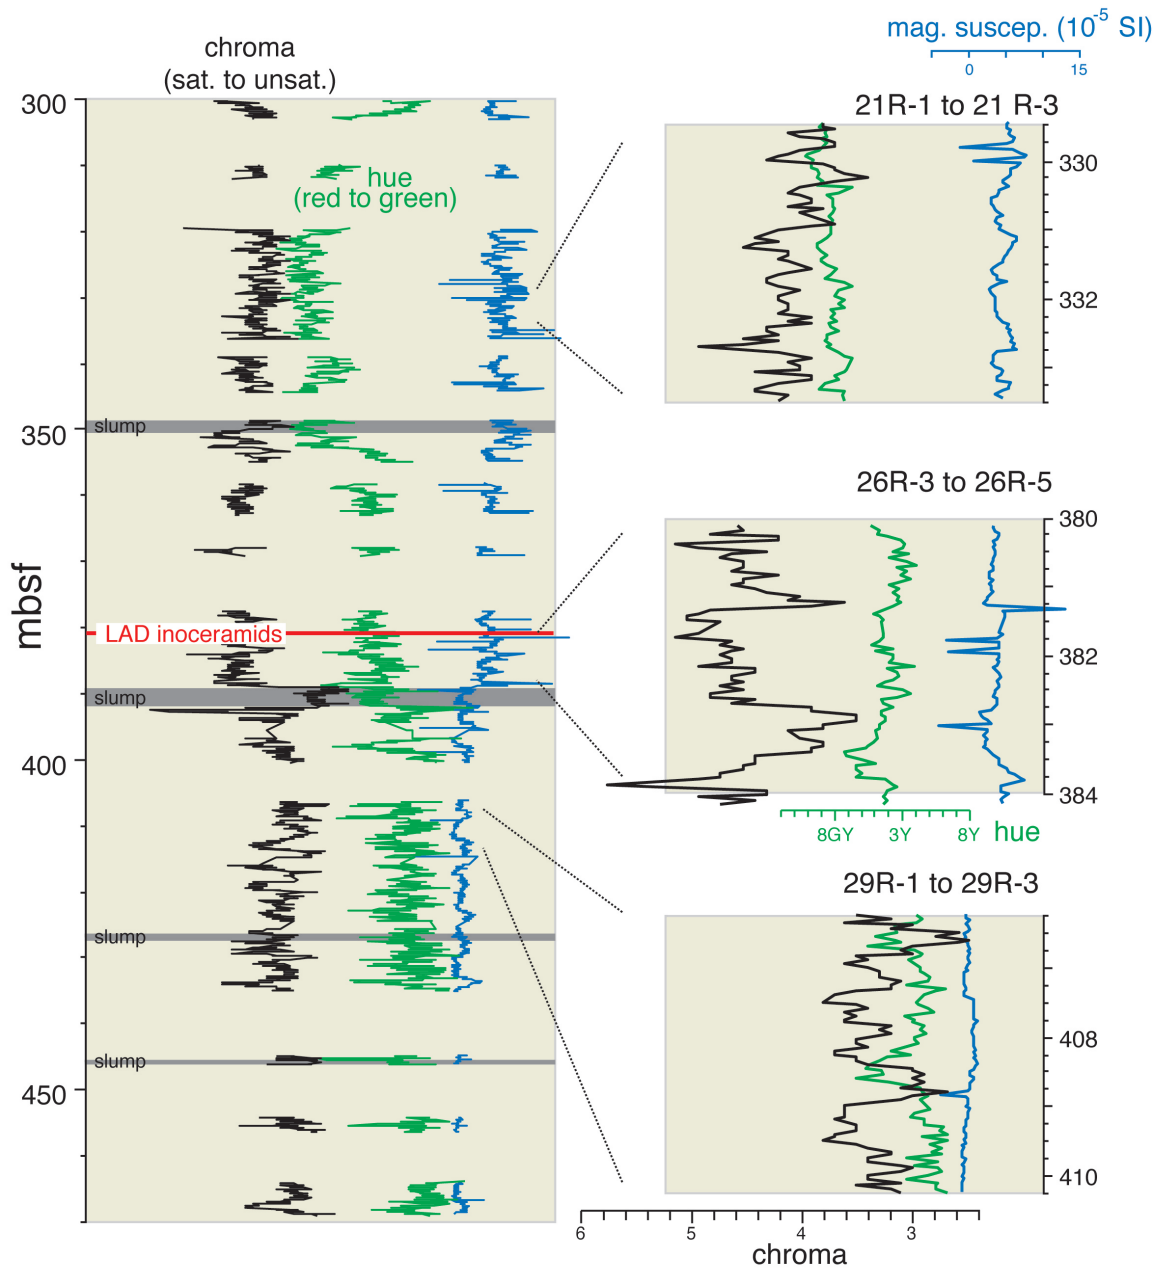 mag. suscep. (10-5 SI)
0
15
chroma
(sat. to unsat.)
300
21R-1 to 21 R-3
330
hue
(red to green)
332
350
slump
26R-3 to 26R-5
380
mbsf
LAD inoceramids
382
slump
400
384
8GY
3Y
8Y
hue
29R-1 to 29R-3
slump
408
slump
450
410
6
5
4
3
chroma